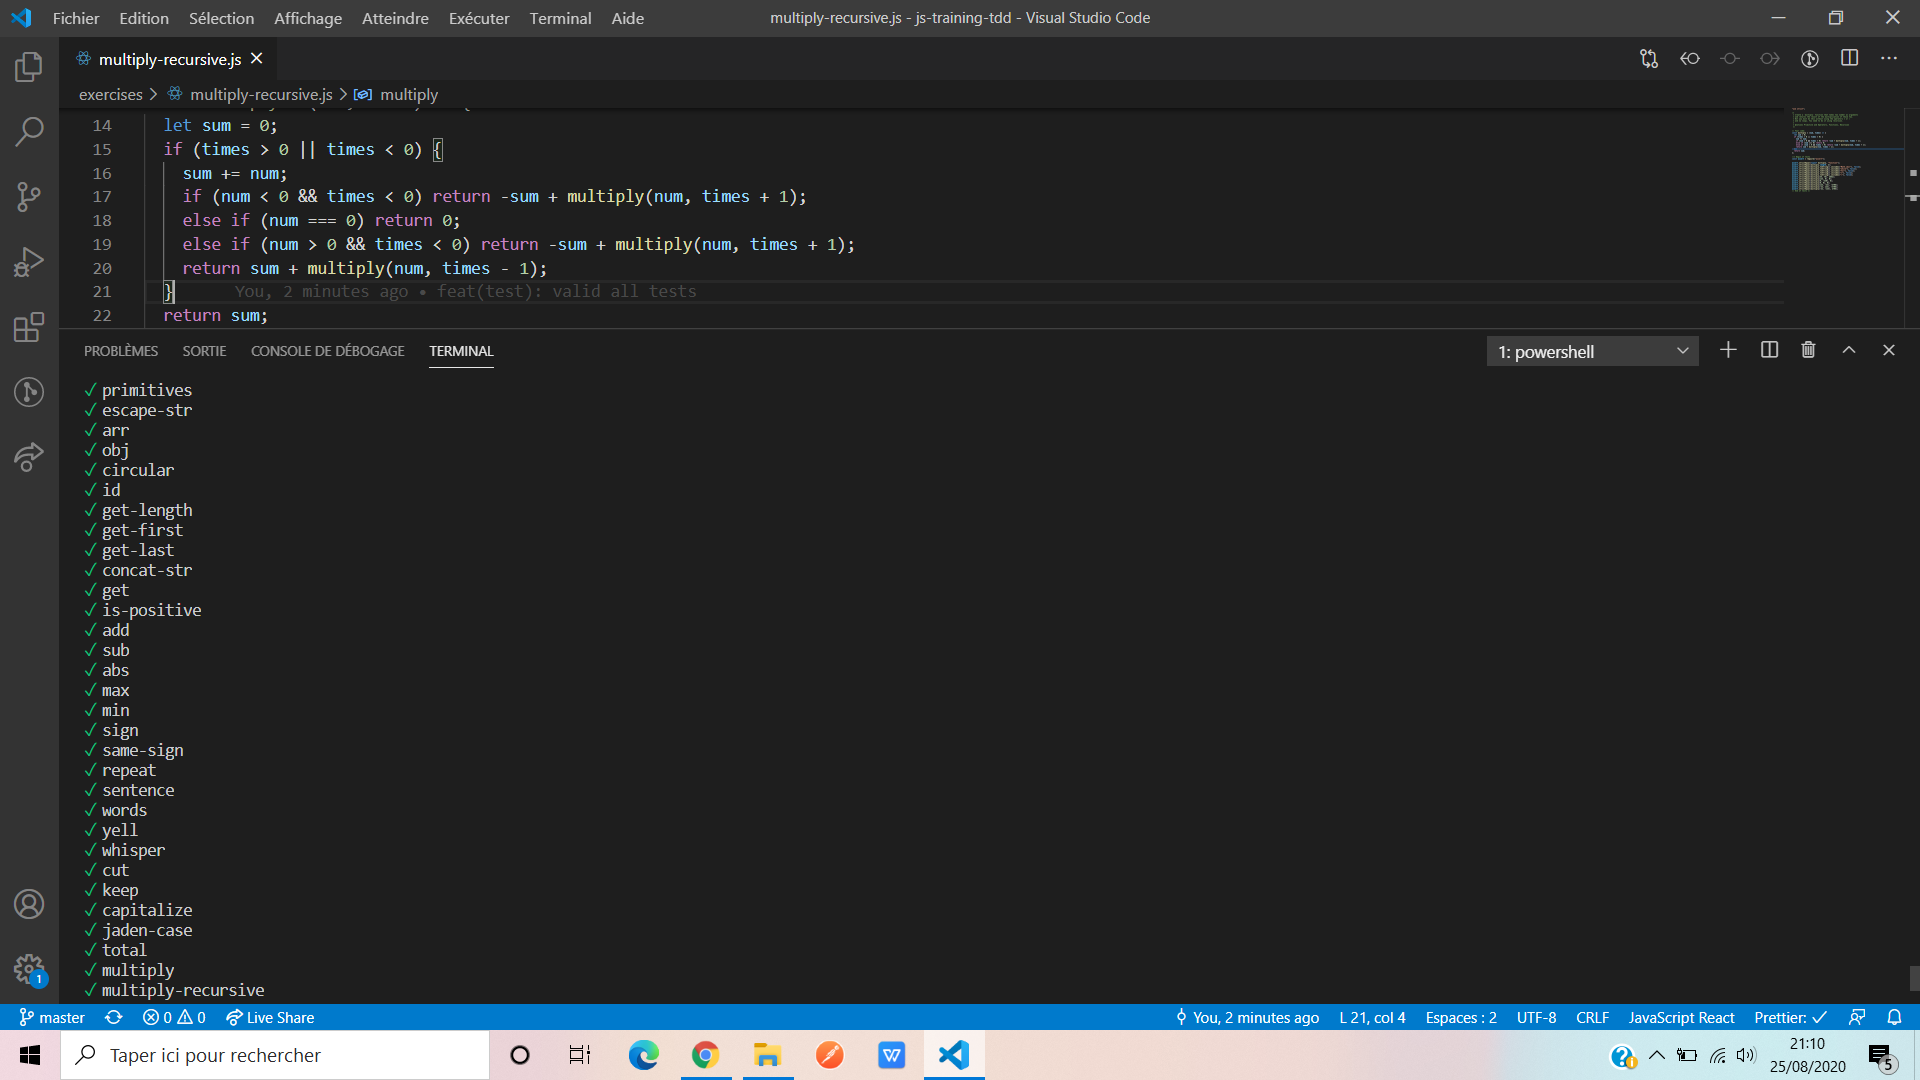 Fichier Edition Sélection Affichage Atteindre Exécuter Terminal Aide
multiply-recursive.js - js-training-tdd - Visual Studio Code
multiply-recursive.js
exercises > multiply-recursive.js > multiply
14 let sum = 0;
15 if (times > 0 || times < 0) {
16 sum += num;
17 if (num < 0 && times < 0) return -sum + multiply(num, times + 1);
18 else if (num === 0) return 0;
19 else if (num > 0 && times < 0) return -sum + multiply(num, times + 1);
20 return sum + multiply(num, times - 1);
21 } You, 2 minutes ago • feat(test): valid all tests
22 return sum;
PROBLÈMES SORTIE CONSOLE DE DÉBOGAGE TERMINAL
1: powershell
✓ primitives
✓ escape-str
✓ arr
✓ obj
✓ circular
✓ id
✓ get-length
✓ get-first
✓ get-last
✓ concat-str
✓ get
✓ is-positive
✓ add
✓ sub
✓ abs
✓ max
✓ min
✓ sign
✓ same-sign
✓ repeat
✓ sentence
✓ words
✓ yell
✓ whisper
✓ cut
✓ keep
✓ capitalize
✓ jaden-case
✓ total
✓ multiply
✓ multiply-recursive
1
master 0 0 Live Share
You, 2 minutes ago L 21, col 4 Espaces : 2 UTF-8 CRLF JavaScript React Prettier: ✓
Taper ici pour rechercher
21:10
25/08/2020
5